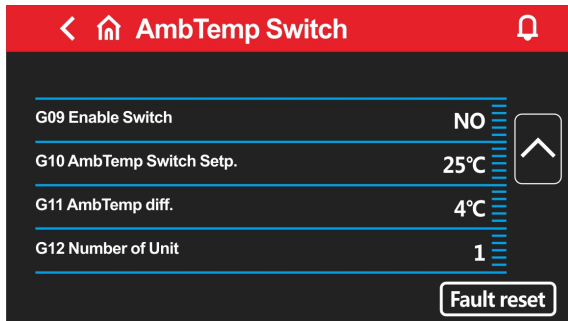 AmbTemp Switch
G09 Enable Switch NO
G10 AmbTemp Switch Setp. 25℃
G11 AmbTemp diff. 4℃
G12 Number of Unit 1
Fault reset